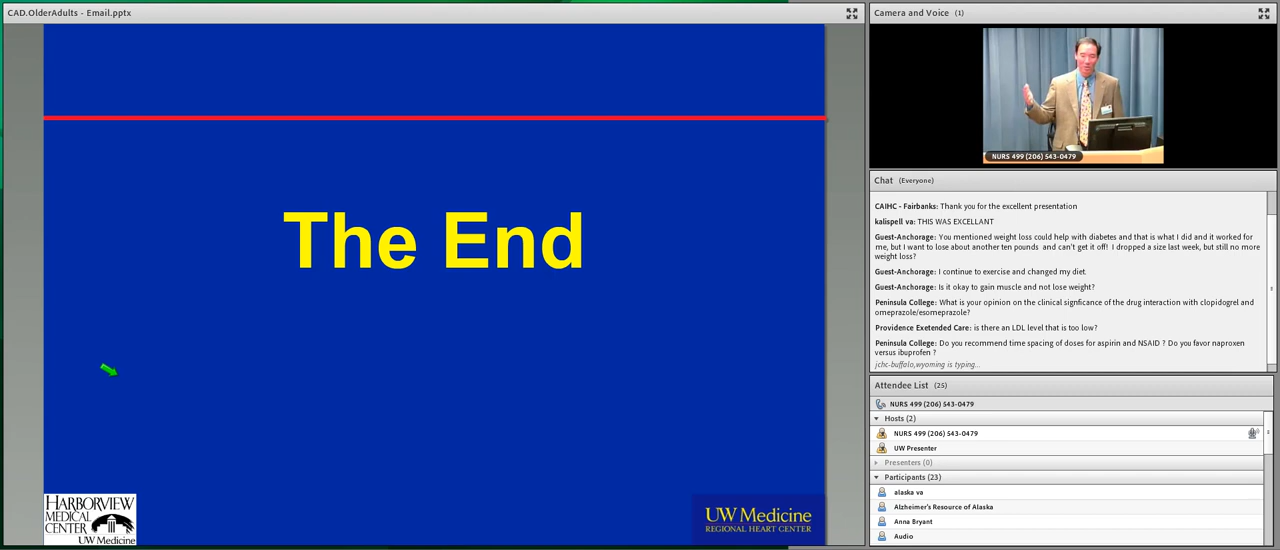 CAD.OlderAdults - Email.pptx
The End
HARBORVIEW
MEDICAL
CENTER
UW Medicine
UW Medicine
REGIONAL HEART CENTER
Camera and Voice (1)
NURS 499 (206) 543-0479
Chat (Everyone)
CAIHC - Fairbanks: Thank you for the excellent presentation
kalispell va: THIS WAS EXCELLANT
Guest-Anchorage: You mentioned weight loss could help with diabetes and that is what I did and it worked for
me, but I want to lose about another ten pounds and can't get it off! I dropped a size last week, but still no more
weight loss?
Guest-Anchorage: I continue to exercise and changed my diet.
Guest-Anchorage: Is it okay to gain muscle and not lose weight?
Peninsula College: What is your opinion on the clinical signficance of the drug interaction with clopidogrel and
omeprazole/esomeprazole?
Providence Exetended Care: is there an LDL level that is too low?
Peninsula College: Do you recommend time spacing of doses for aspirin and NSAID ? Do you favor naproxen
versus ibuprofen ?
jchc-buffalo,wyoming is typing...
Attendee List (25)
NURS 499 (206) 543-0479
Hosts (2)
NURS 499 (206) 543-0479
UW Presenter
Presenters (0)
Participants (23)
alaska va
Alzheimer's Resource of Alaska
Anna Bryant
Audio